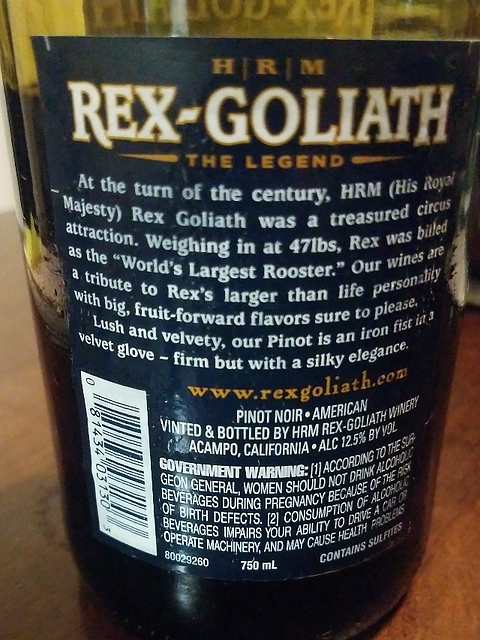 H|R|M
REX-GOLIATH
THE LEGEND
At the turn of the century, HRM (His Royal
Majesty) Rex Goliath was a treasured circus
attraction. Weighing in at 47lbs, Rex was billed
as the “World’s Largest Rooster.” Our wines are
a tribute to Rex’s larger than life personality
with big, fruit-forward flavors sure to please.
Lush and velvety, our Pinot is an iron fist in a
velvet glove – firm but with a silky elegance.
www.rexgoliath.com
PINOT NOIR • AMERICAN
VINTED & BOTTLED BY HRM REX-GOLIATH WINERY
ACAMPO, CALIFORNIA • ALC 12.5% BY VOL
GOVERNMENT WARNING: [1] ACCORDING TO THE SUR-
GEON GENERAL, WOMEN SHOULD NOT DRINK ALCOHOLIC
BEVERAGES DURING PREGNANCY BECAUSE OF THE RISK
OF BIRTH DEFECTS. [2] CONSUMPTION OF ALCOHOLIC
BEVERAGES IMPAIRS YOUR ABILITY TO DRIVE A CAR OR
OPERATE MACHINERY, AND MAY CAUSE HEALTH PROBLEMS
CONTAINS SULFITES
80029260
750 mL